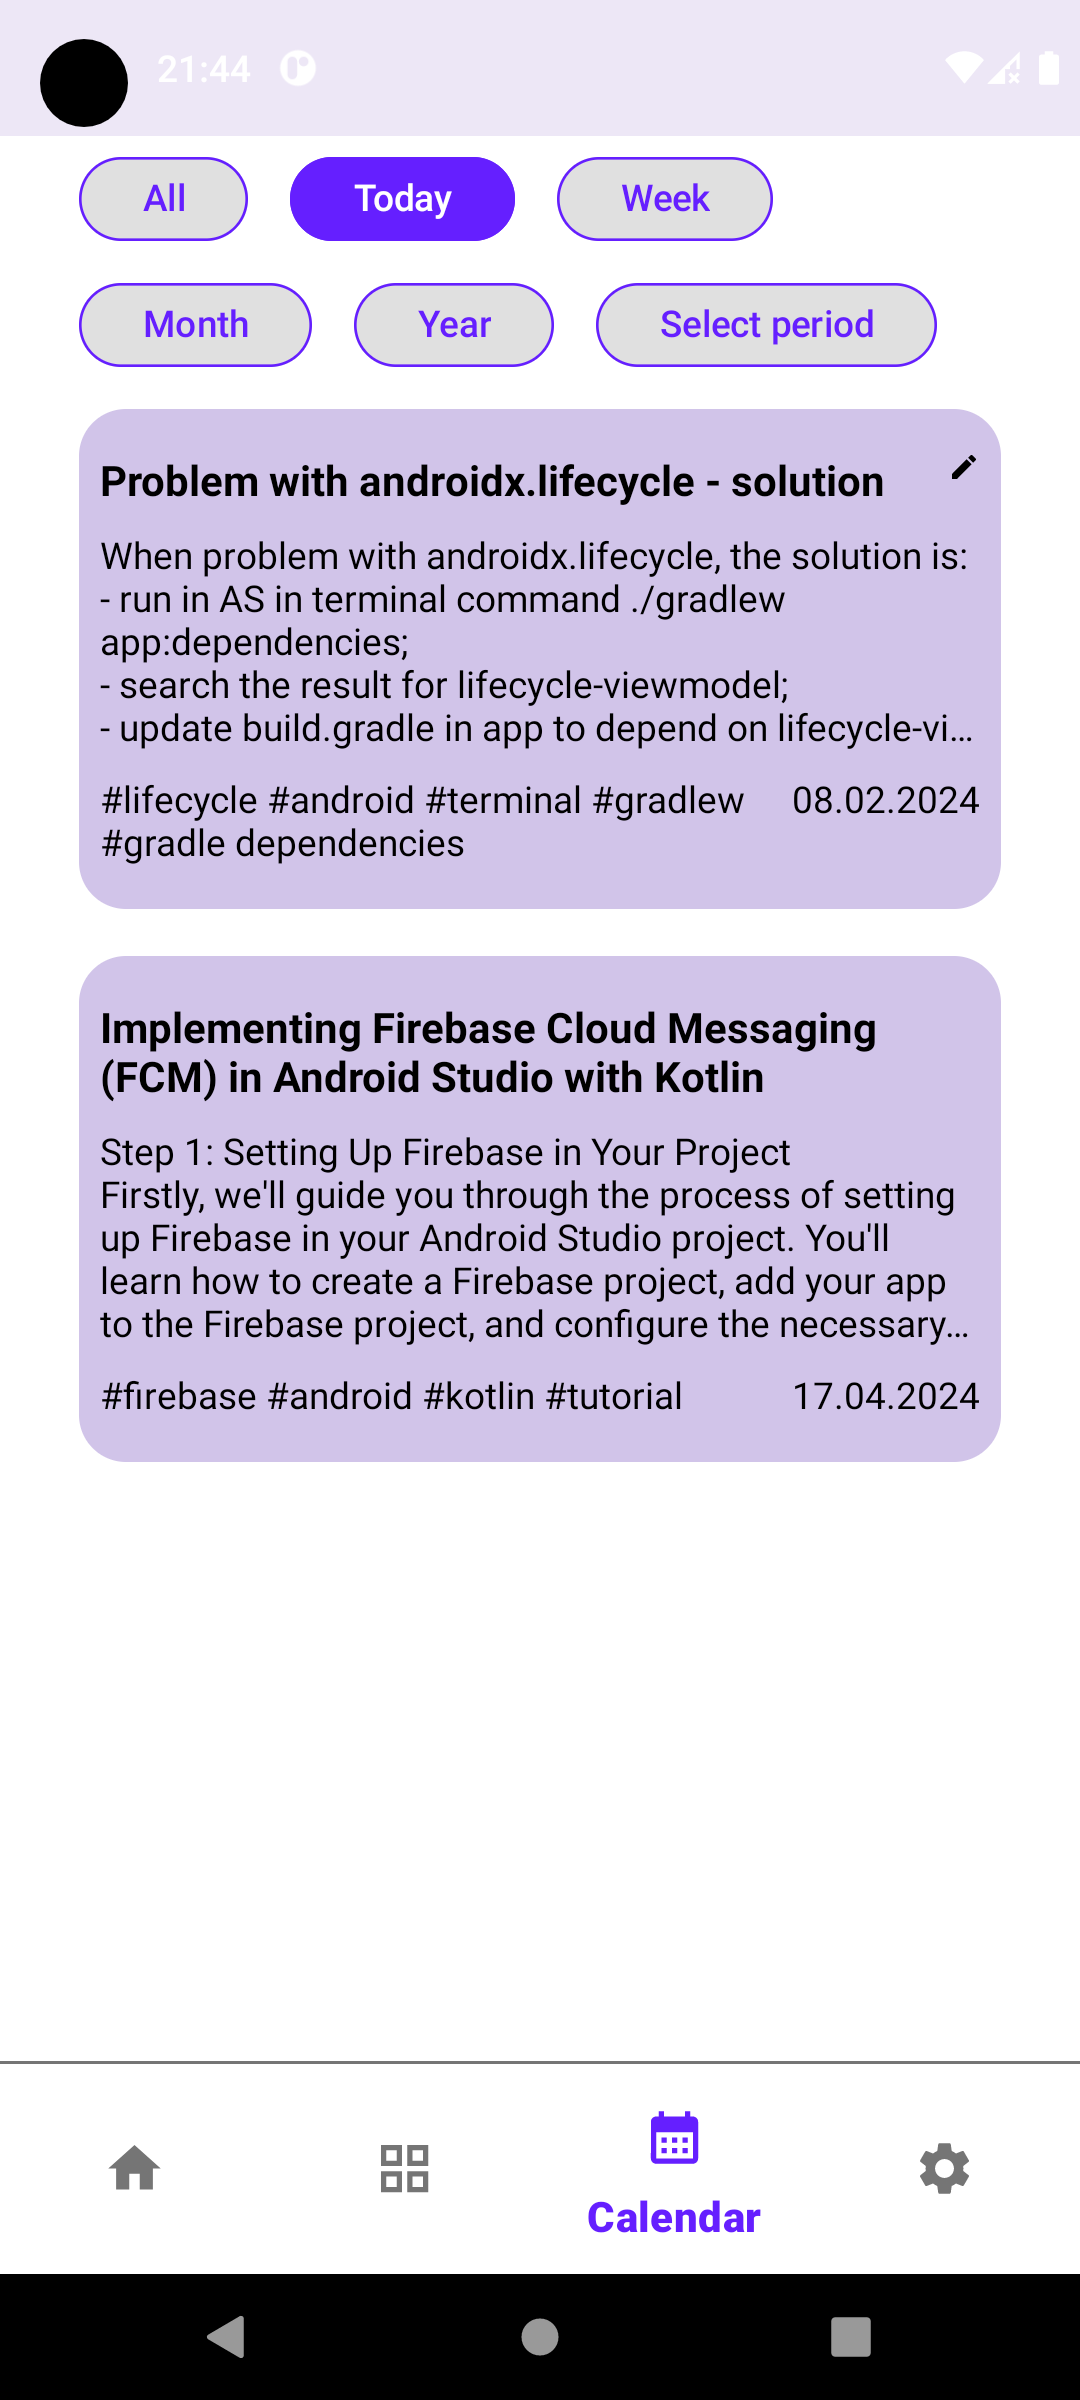 21:44
All Today Week
Month Year Select period
Problem with androidx.lifecycle - solution
When problem with androidx.lifecycle, the solution is:
- run in AS in terminal command ./gradlew
app:dependencies;
- search the result for lifecycle-viewmodel;
- update build.gradle in app to depend on lifecycle-vi...
#lifecycle #android #terminal #gradlew 08.02.2024
#gradle dependencies
Implementing Firebase Cloud Messaging
(FCM) in Android Studio with Kotlin
Step 1: Setting Up Firebase in Your Project
Firstly, we'll guide you through the process of setting
up Firebase in your Android Studio project. You'll
learn how to create a Firebase project, add your app
to the Firebase project, and configure the necessary...
#firebase #android #kotlin #tutorial 17.04.2024
Calendar